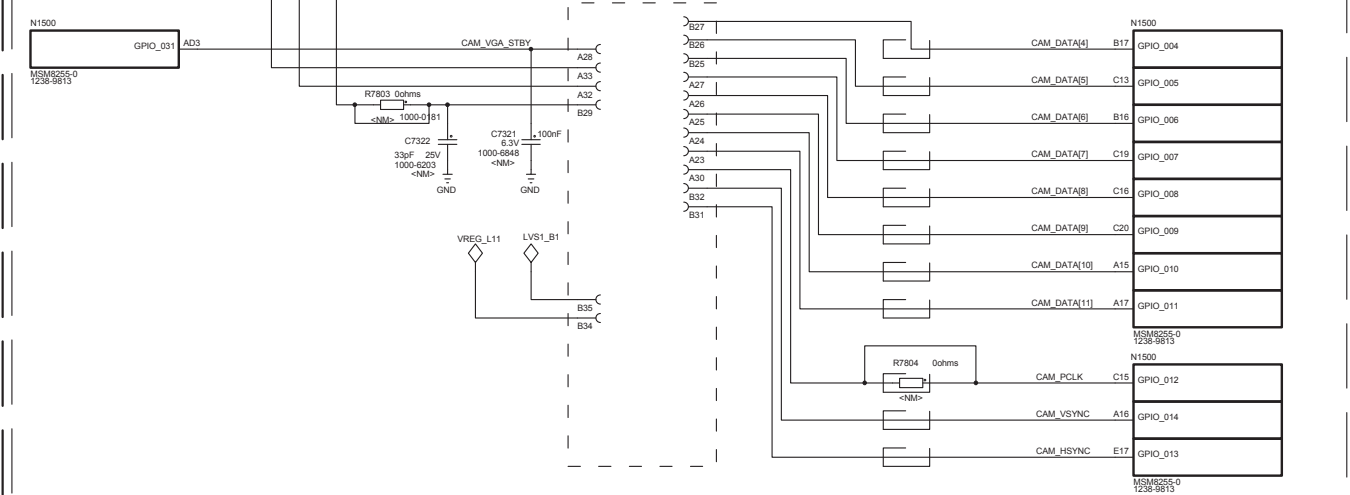 N1500
GPIO_031 AD3
MSM8255-0
1238-9813
CAM_VGA_STBY
A28
A33
A32
B29
R7803 0ohms
<NM> 1000-0181
C7322
33pF 25V
1000-6203
<NM>
GND
C7321 100nF
6.3V
1000-6848
<NM>
GND
VREG_L11
LVS1_B1
B35
B34
B27
B26
B25
A27
A26
A25
A24
A23
A30
B32
B31
N1500
CAM_DATA[4] B17 GPIO_004
CAM_DATA[5] C13 GPIO_005
CAM_DATA[6] B16 GPIO_006
CAM_DATA[7] C19 GPIO_007
CAM_DATA[8] C16 GPIO_008
CAM_DATA[9] C20 GPIO_009
CAM_DATA[10] A15 GPIO_010
CAM_DATA[11] A17 GPIO_011
MSM8255-0
1238-9813
N1500
R7804 0ohms
<NM>
CAM_PCLK C15 GPIO_012
CAM_VSYNC A16 GPIO_014
CAM_HSYNC E17 GPIO_013
MSM8255-0
1238-9813